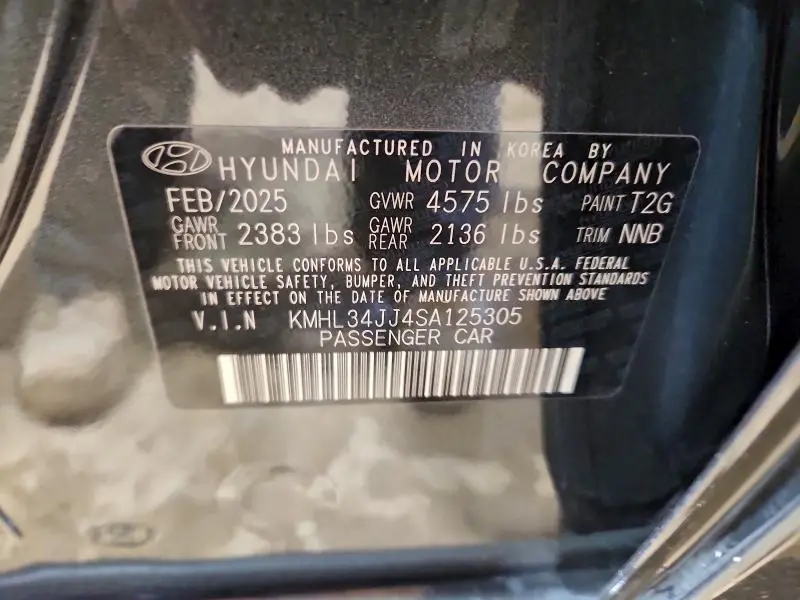 MANUFACTURED IN KOREA BY
HYUNDAI MOTOR COMPANY
FEB/2025 GVWR 4575 lbs PAINT T2G
GAWR FRONT 2383 lbs GAWR REAR 2136 lbs TRIM NNB
THIS VEHICLE CONFORMS TO ALL APPLICABLE U.S.A. FEDERAL
MOTOR VEHICLE SAFETY, BUMPER, AND THEFT PREVENTION STANDARDS
IN EFFECT ON THE DATE OF MANUFACTURE SHOWN ABOVE
V.I.N KMHL34JJ4SA125305
PASSENGER CAR